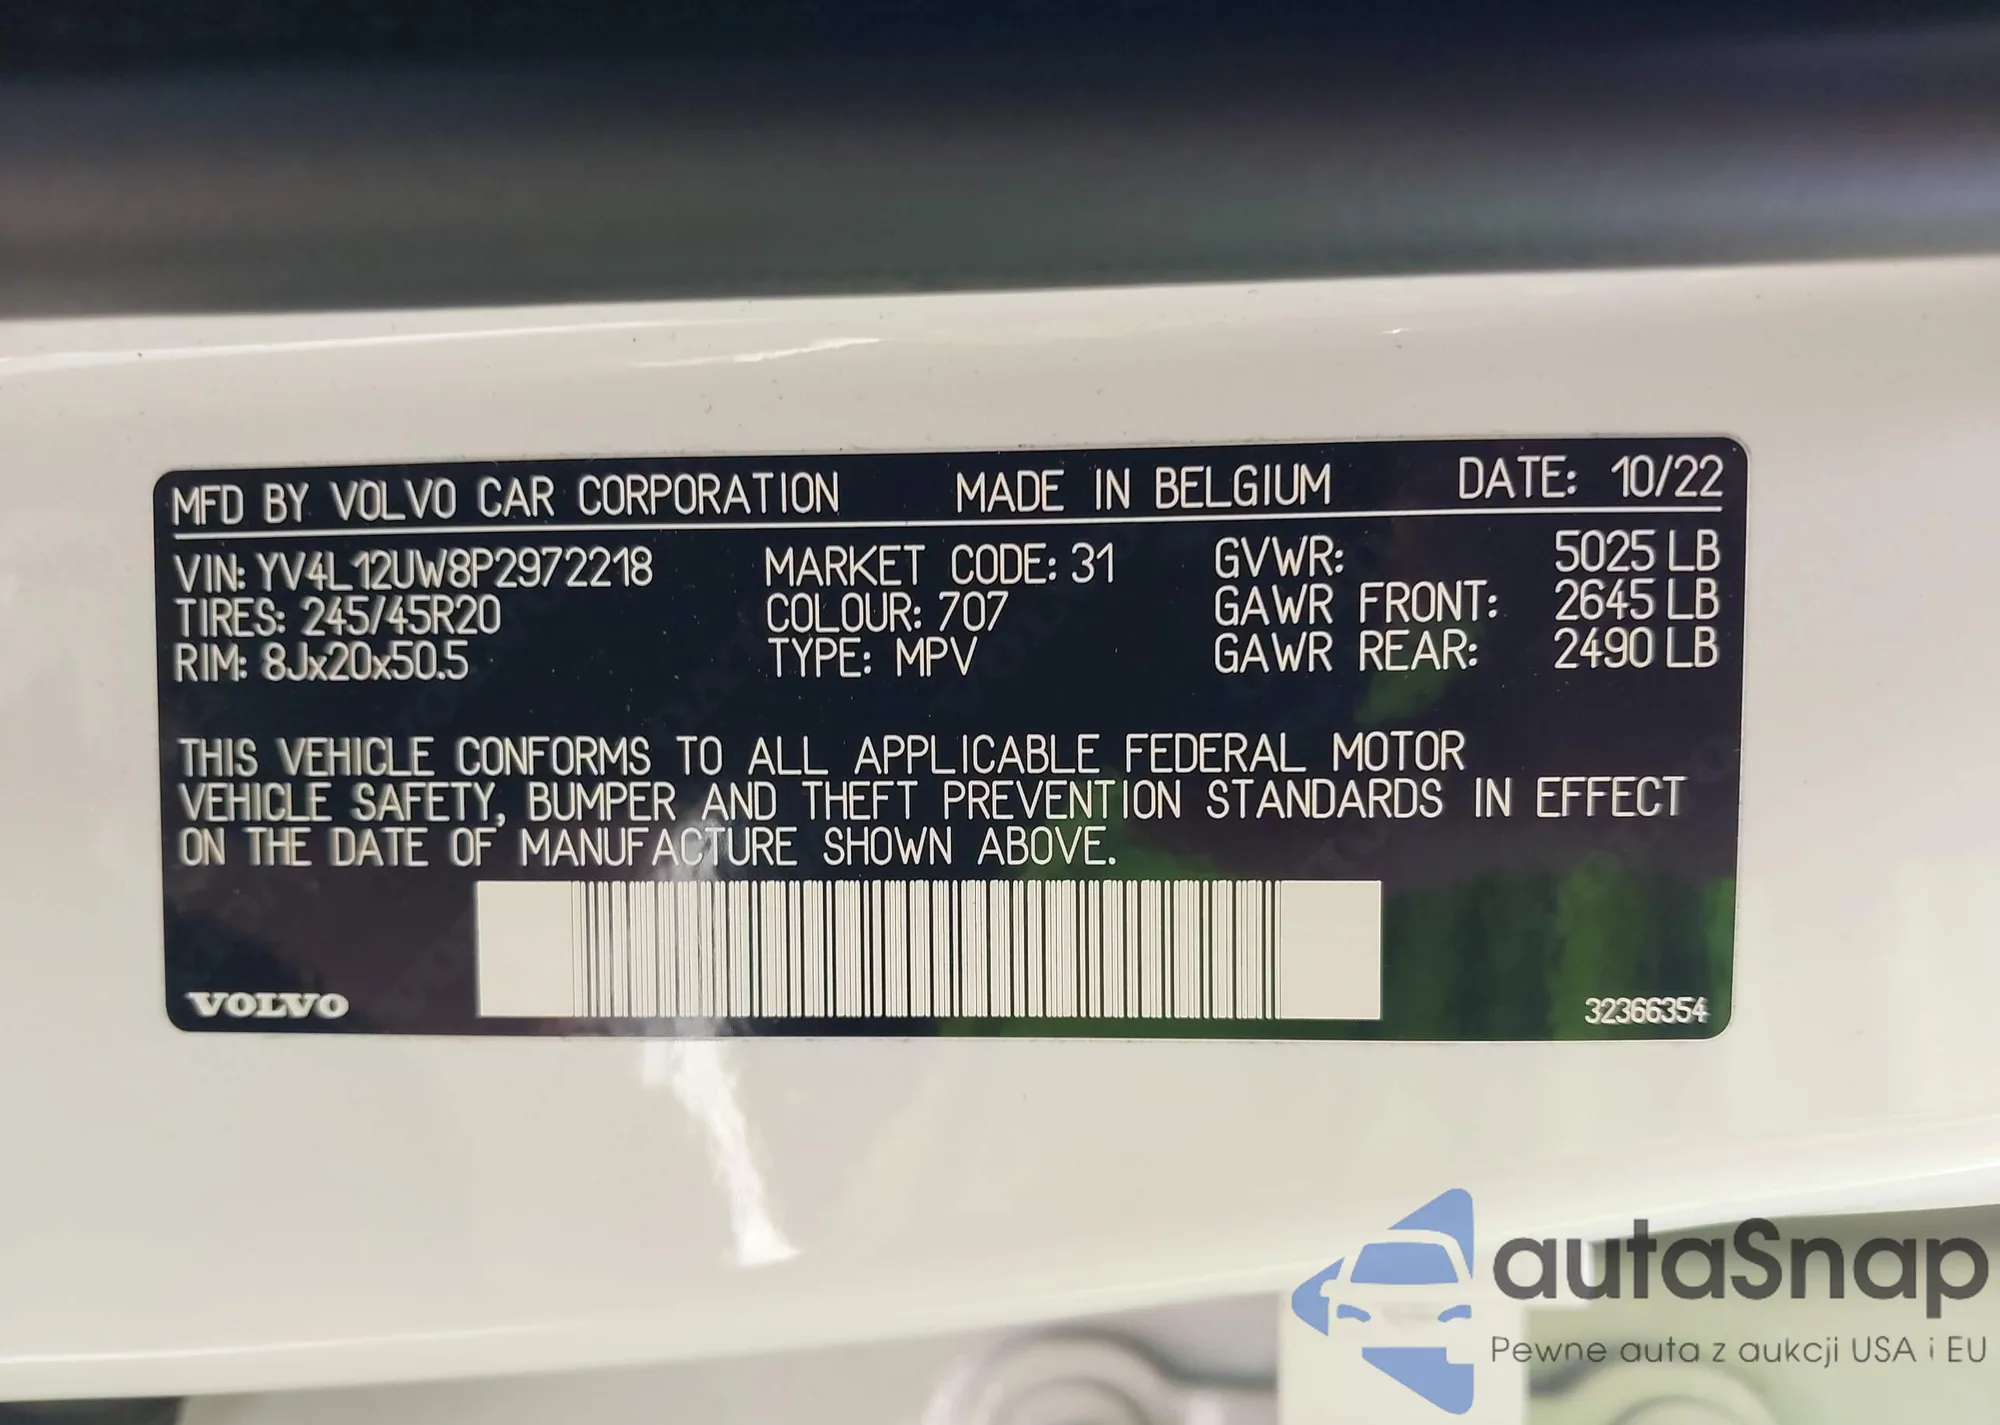 MFD BY VOLVO CAR CORPORATION MADE IN BELGIUM DATE: 10/22
VIN: YV4L12UW8P2972218 MARKET CODE: 31 GVWR: 5025 LB
TIRES: 245/45R20 COLOUR: 707 GAWR FRONT: 2645 LB
RIM: 8Jx20x50.5 TYPE: MPV GAWR REAR: 2490 LB
THIS VEHICLE CONFORMS TO ALL APPLICABLE FEDERAL MOTOR
VEHICLE SAFETY, BUMPER AND THEFT PREVENTION STANDARDS IN EFFECT
ON THE DATE OF MANUFACTURE SHOWN ABOVE.
VOLVO 32366354
autaSnap
Pewne auta z aukcji USA i EU